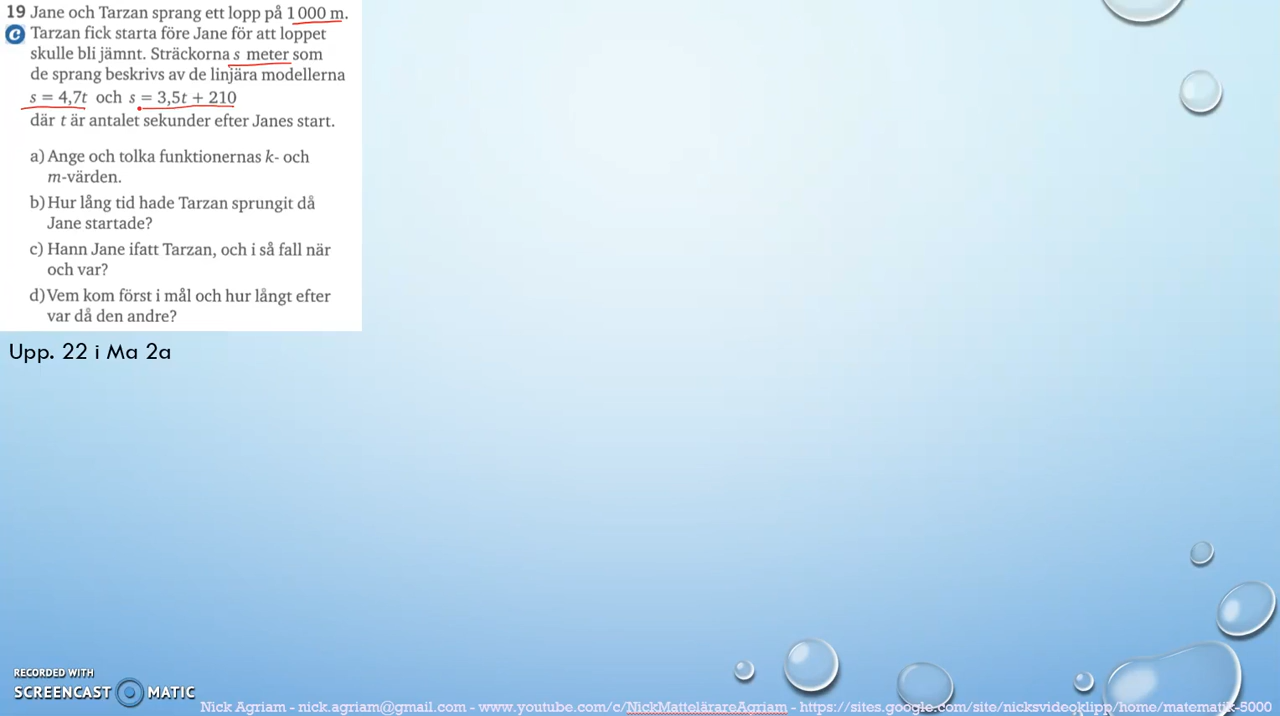 19 Jane och Tarzan sprang ett lopp på 1 000 m.
C Tarzan fick starta före Jane för att loppet
skulle bli jämnt. Sträckorna s meter som
de sprang beskrivs av de linjära modellerna
s = 4,7t och s = 3,5t + 210
där t är antalet sekunder efter Janes start.
a) Ange och tolka funktionernas k- och
m-värden.
b) Hur lång tid hade Tarzan sprungit då
Jane startade?
c) Hann Jane ifatt Tarzan, och i så fall när
och var?
d) Vem kom först i mål och hur långt efter
var då den andre?
Upp. 22 i Ma 2a
RECORDED WITH
SCREENCAST MATIC
Nick Agriam - nick.agriam@gmail.com - www.youtube.com/c/NickMattelärareAgriam - https://sites.google.com/site/nicksvideoklipp/home/matematik-5000